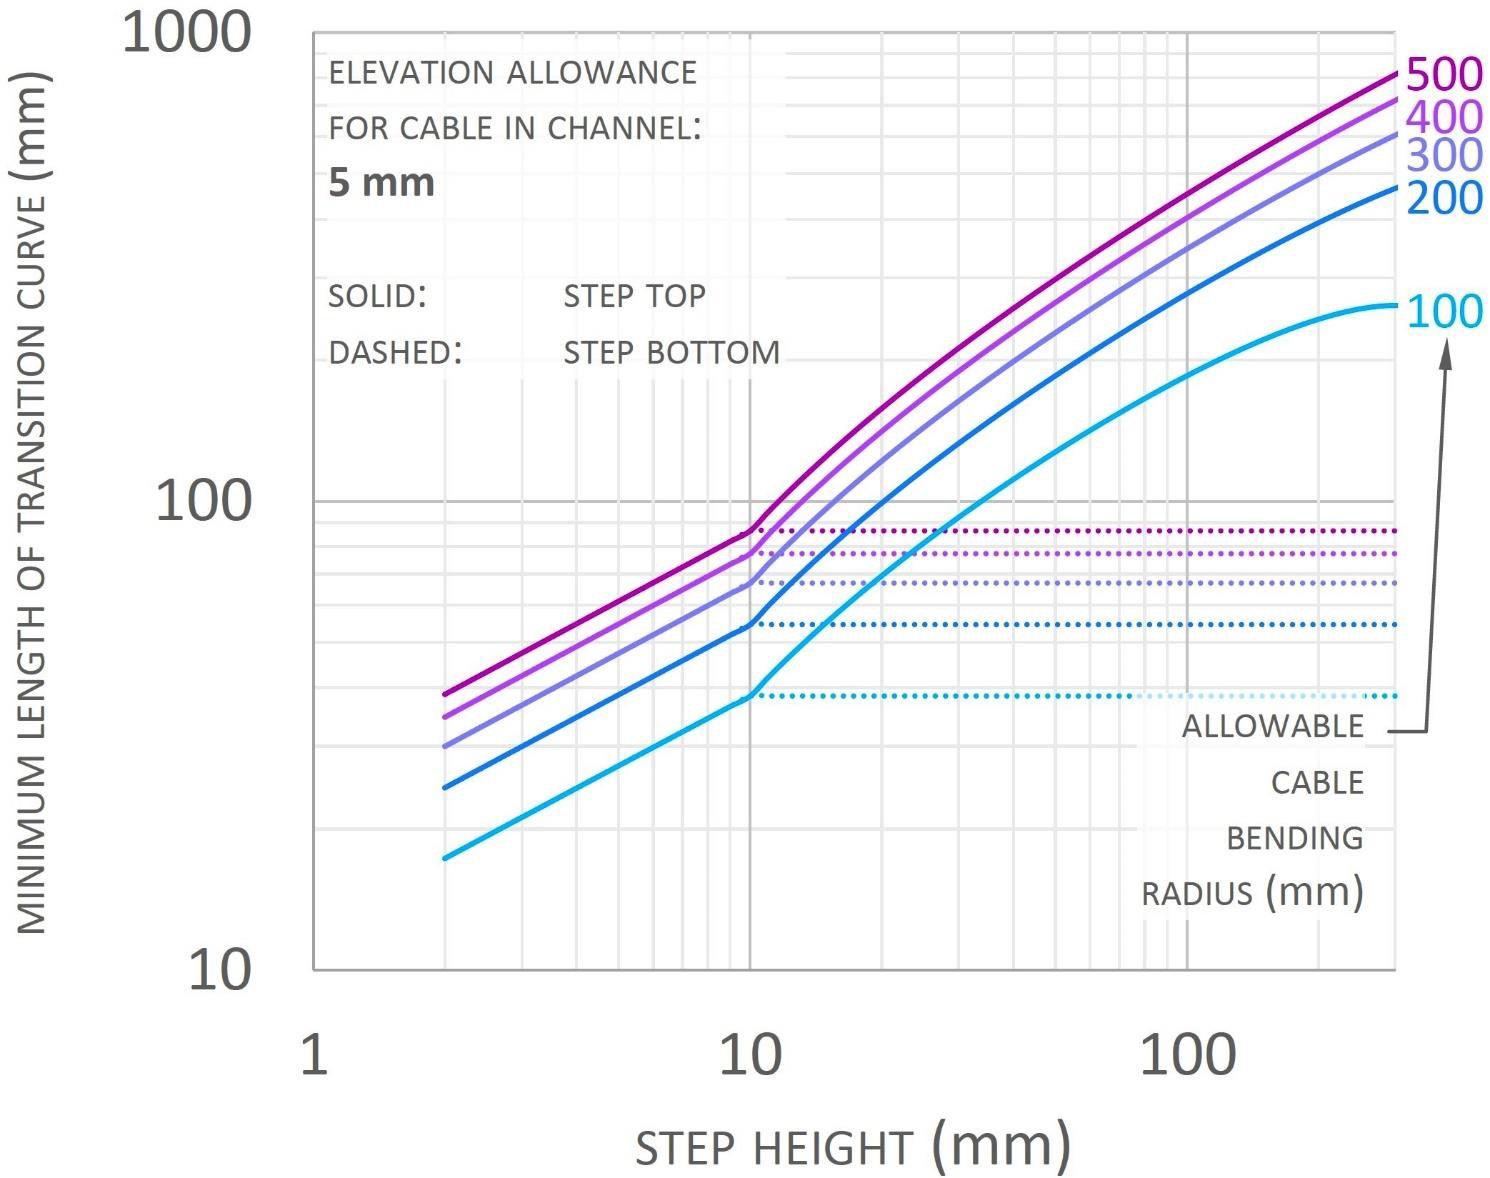 1000
ELEVATION ALLOWANCE
FOR CABLE IN CHANNEL:
5 mm
SOLID: STEP TOP
DASHED: STEP BOTTOM
500
400
300
200
100
MINIMUM LENGTH OF TRANSITION CURVE (mm)
100
ALLOWABLE
CABLE
BENDING
RADIUS (mm)
10
1 10 100
STEP HEIGHT (mm)